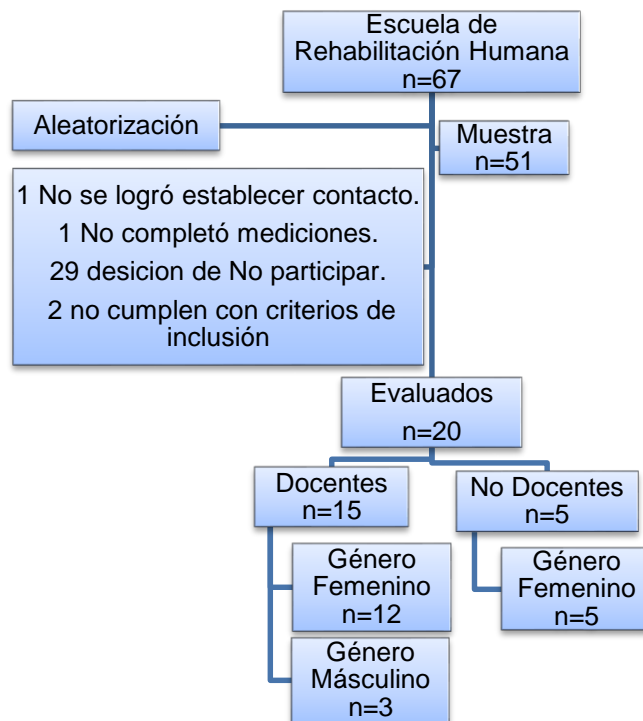 Escuela de
Rehabilitación Humana
n=67
Aleatorización
Muestra
n=51
1 No se logró establecer contacto.
1 No completó mediciones.
29 desicion de No participar.
2 no cumplen con criterios de
inclusión
Evaluados
n=20
Docentes
n=15
No Docentes
n=5
Género
Femenino
n=12
Género
Femenino
n=5
Género
Másculino
n=3